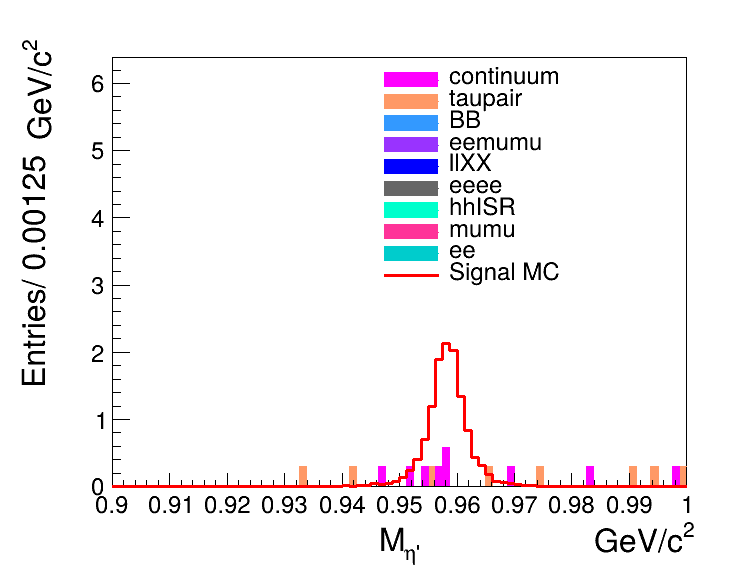 Entries/ 0.00125 GeV/c²
6
5
4
3
2
1
0
continuum
taupair
BB
eemumu
llXX
eeee
hhISR
mumu
ee
Signal MC
0.9 0.91 0.92 0.93 0.94 0.95 0.96 0.97 0.98 0.99 1
M_η' GeV/c²